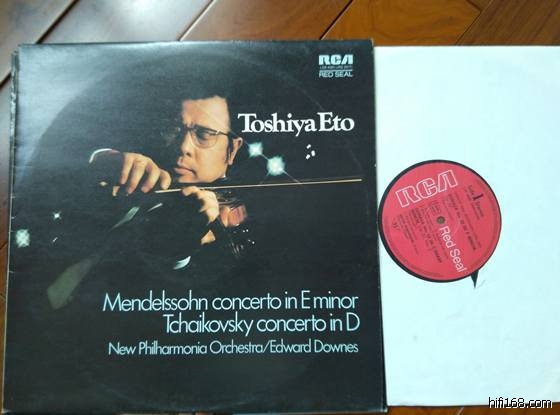 RCA
RED SEAL
Toshiya Eto
Mendelssohn concerto in E minor
Tchaikovsky concerto in D
New Philharmonia Orchestra/Edward Downes
RCA
Red Seal
hifi168.com